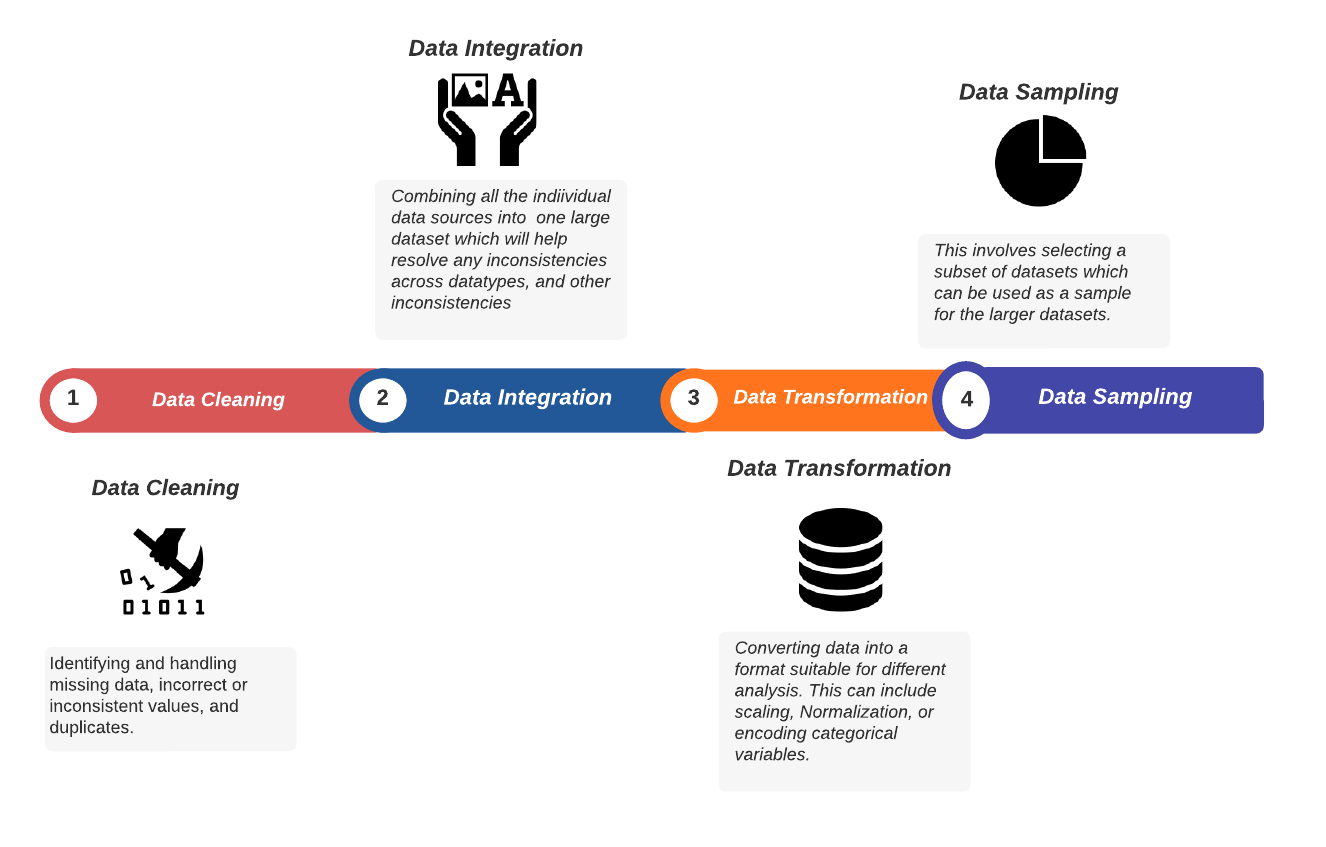 Data Integration
A
Combining all the indiividual
data sources into  one large
dataset which will help
resolve any inconsistencies
across datatypes, and other
inconsistencies
Data Sampling
This involves selecting a
subset of datasets which
can be used as a sample
for the larger datasets.
1 Data Cleaning 2 Data Integration 3 Data Transformation 4 Data Sampling
Data Cleaning
0 1
01011
Identifying and handling
missing data, incorrect or
inconsistent values, and
duplicates.
Data Transformation
Converting data into a
format suitable for different
analysis. This can include
scaling, Normalization, or
encoding categorical
variables.